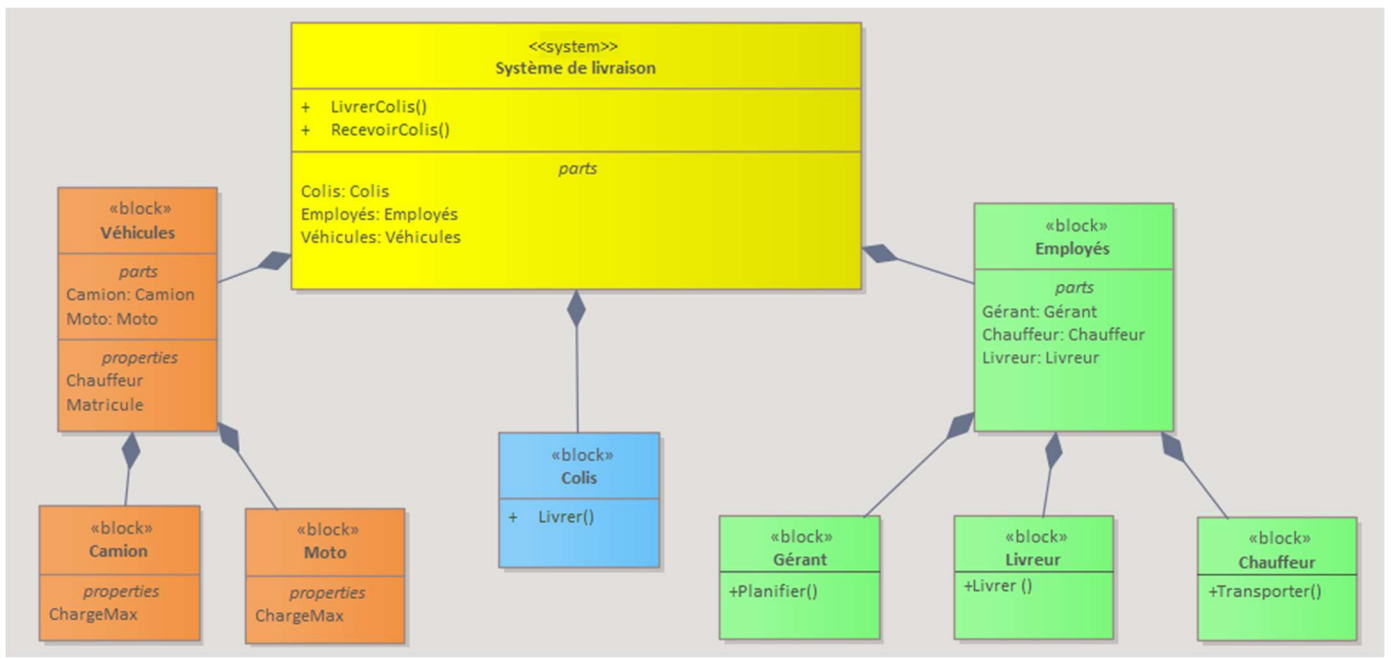 <<system>>
Système de livraison
+ LivrerColis()
+ RecevoirColis()
parts
Colis: Colis
Employés: Employés
Véhicules: Véhicules
«block»
Véhicules
parts
Camion: Camion
Moto: Moto
properties
Chauffeur
Matricule
«block»
Employés
parts
Gérant: Gérant
Chauffeur: Chauffeur
Livreur: Livreur
«block»
Colis
+ Livrer()
«block»
Camion
properties
ChargeMax
«block»
Moto
properties
ChargeMax
«block»
Gérant
+Planifier()
«block»
Livreur
+Livrer ()
«block»
Chauffeur
+Transporter()